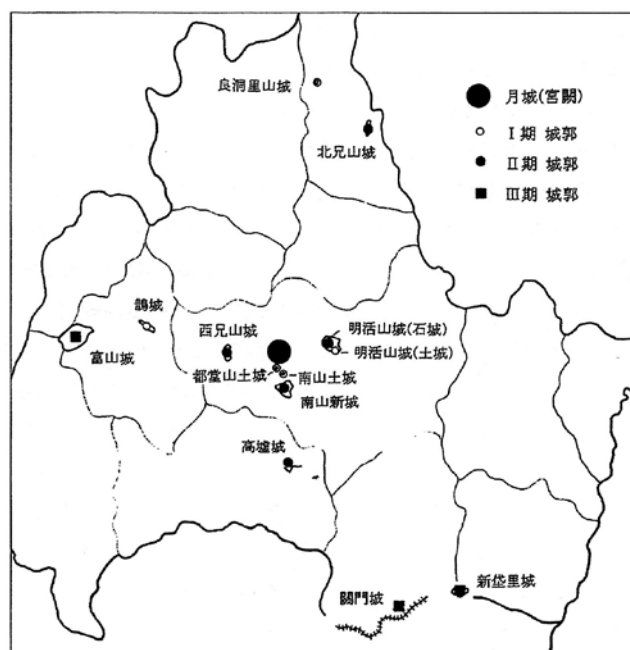 良洞里山城
北兄山城
月城(宮闕)
Ⅰ期 城郭
Ⅱ期 城郭
Ⅲ期 城郭
鵲城
富山城
西兄山城
明活山城(石城)
明活山城(土城)
都堂山土城
南山土城
南山新城
高墟城
新垈里城
關門城